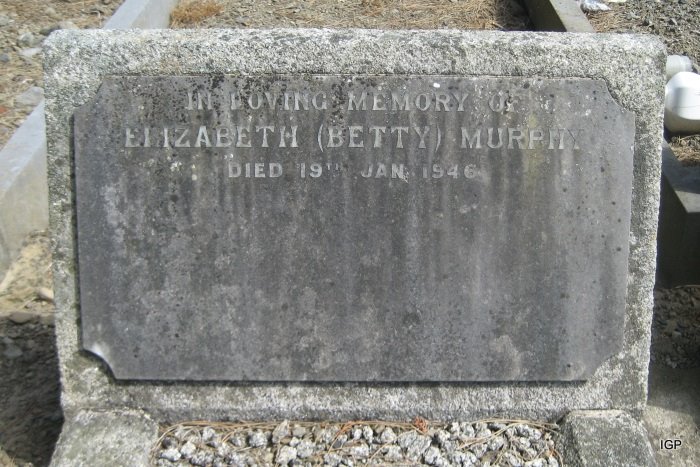 IN LOVING MEMORY OF
ELIZABETH (BETTY) MURPHY
DIED 19TH JAN. 1946
IGP